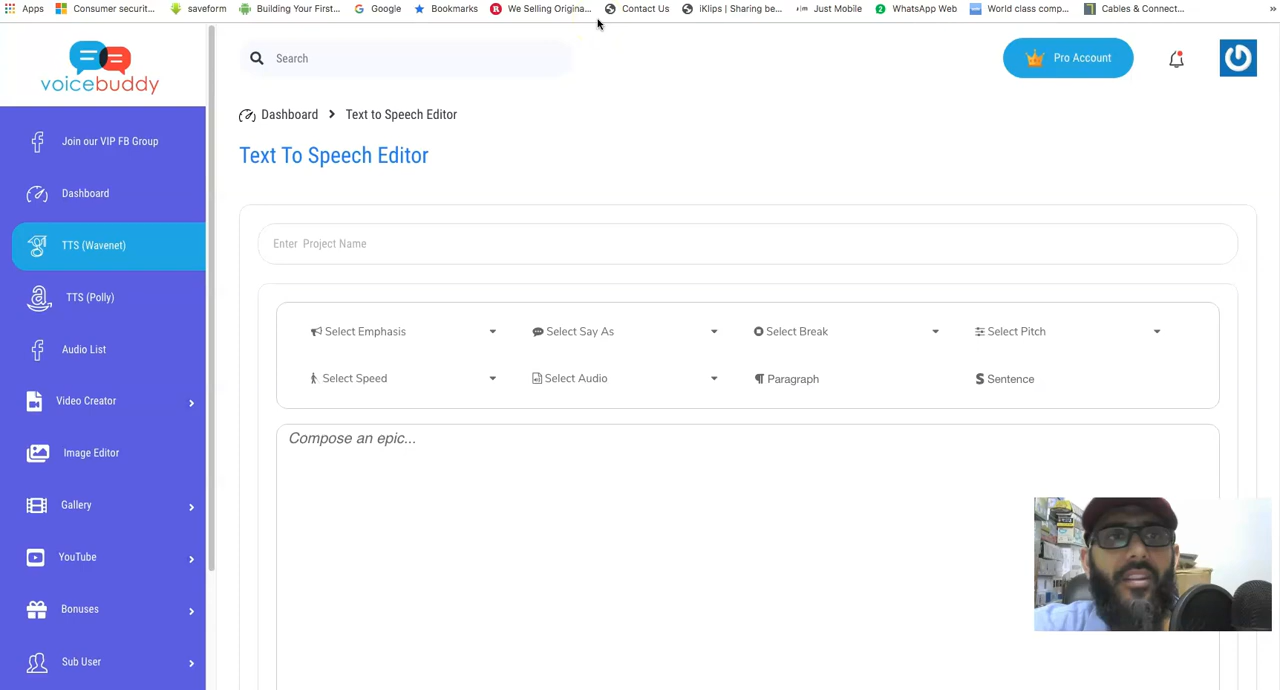 Apps Consumer securit... saveform Building Your First... Google Bookmarks We Selling Origina... Contact Us iKlips | Sharing be... Just Mobile WhatsApp Web World class comp... Cables & Connect... »
voicebuddy
Search
Pro Account
Join our VIP FB Group
Dashboard
TTS (Wavenet)
TTS (Polly)
Audio List
Video Creator
Image Editor
Gallery
YouTube
Bonuses
Sub User
Dashboard > Text to Speech Editor
Text To Speech Editor
Enter Project Name
Select Emphasis Select Say As Select Break Select Pitch
Select Speed Select Audio Paragraph Sentence
Compose an epic...